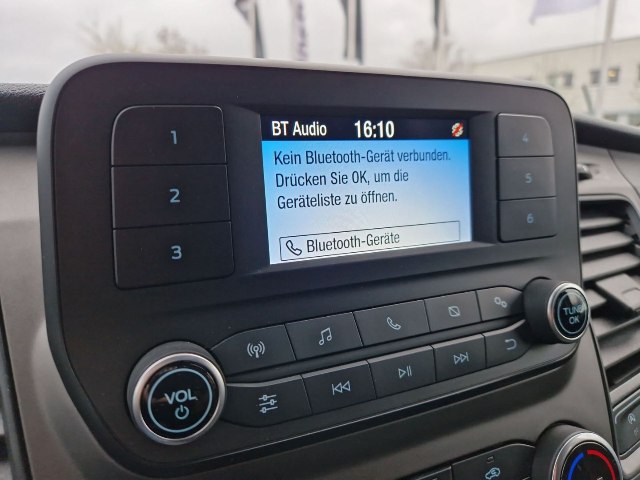 BT Audio 16:10
Kein Bluetooth-Gerät verbunden.
Drücken Sie OK, um die
Geräteliste zu öffnen.
Bluetooth-Geräte
1
2
3
4
5
6
VOL
TUNE
OK